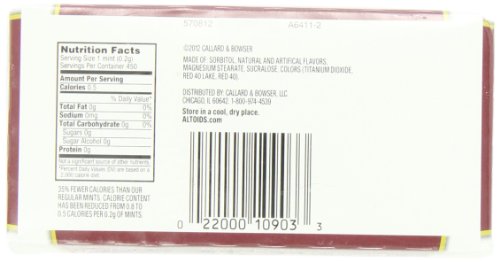 570812 A6411-2
Nutrition Facts
Serving Size 1 mint (0.2g)
Servings Per Container 450
Amount Per Serving
Calories 0.5
% Daily Value*
Total Fat 0g 0%
Sodium 0mg 0%
Total Carbohydrate 0g 0%
Sugars 0g
Sugar Alcohol 0g
Protein 0g
Not a significant source of other nutrients.
*Percent Daily Values (DV) are based on a
2,000 calorie diet.
25% FEWER CALORIES THAN OUR
REGULAR MINTS. CALORIE CONTENT
HAS BEEN REDUCED FROM 0.8 TO
0.5 CALORIES PER 0.2g OF MINTS.
©2012 CALLARD & BOWSER
MADE OF: SORBITOL, NATURAL AND ARTIFICIAL FLAVORS,
MAGNESIUM STEARATE, SUCRALOSE, COLORS (TITANIUM DIOXIDE,
RED 40 LAKE, RED 40).
DISTRIBUTED BY: CALLARD & BOWSER, LLC
CHICAGO, IL 60642, 1-800-974-4539
Store in a cool, dry place.
ALTOIDS.com
0 22000 10903 3